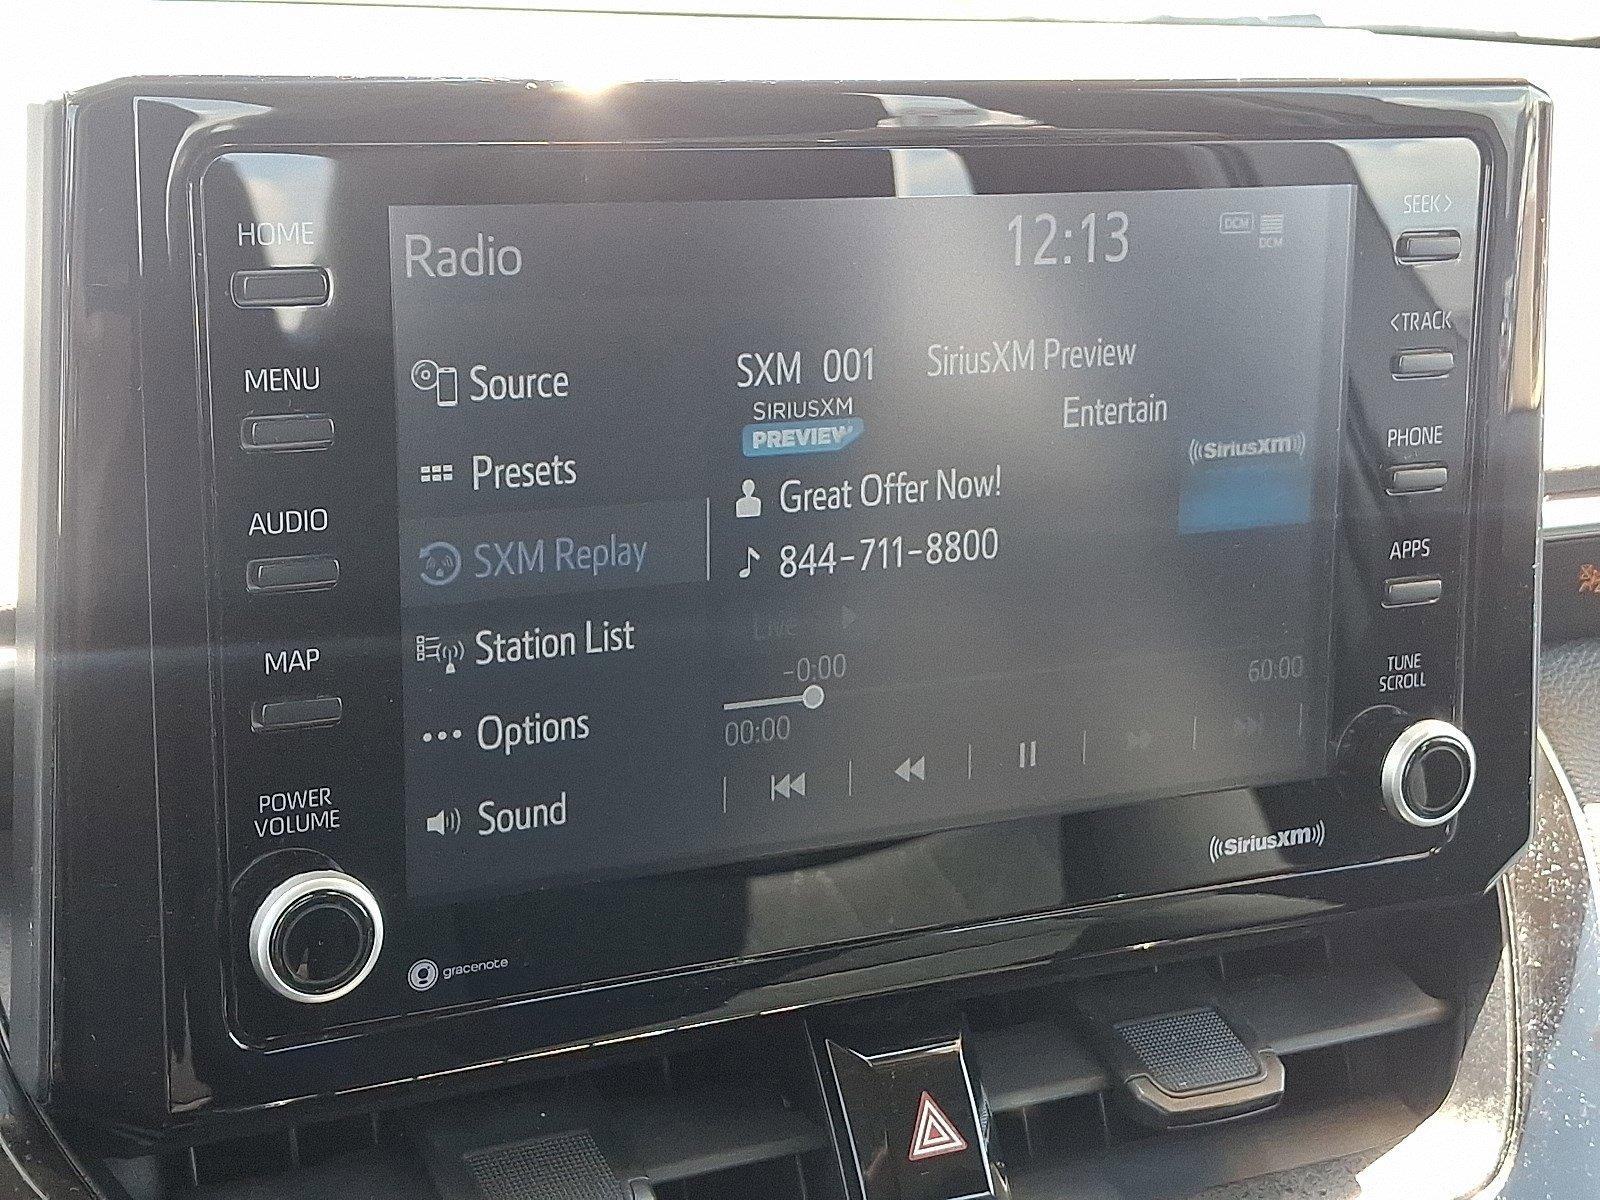 HOME
MENU
AUDIO
MAP
POWER
VOLUME
Radio
12:13
DCM
DCM
Source
Presets
SXM Replay
Station List
Options
Sound
SXM 001 SiriusXM Preview
SIRIUSXM
PREVIEW
Entertain
((SiriusXM))
Great Offer Now!
844-711-8800
Live
-0:00
60:00
00:00
((SiriusXM))
gracenote
SEEK>
<TRACK
PHONE
APPS
TUNE
SCROLL